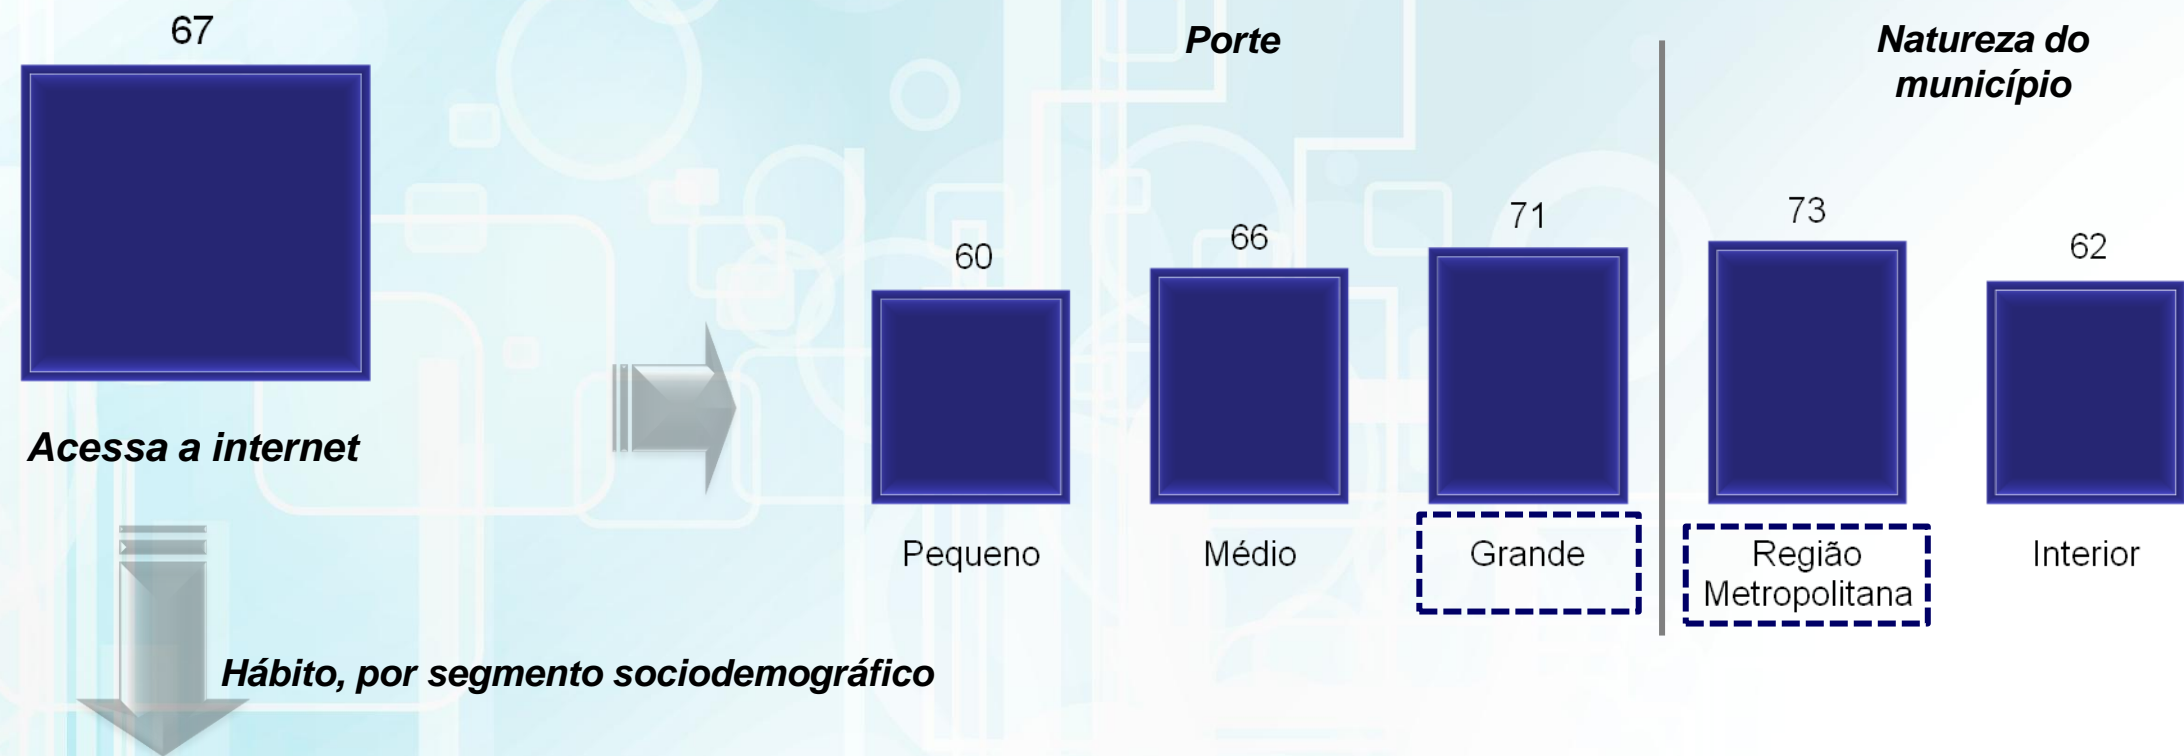 67
Acessa a internet
Porte
Natureza do
município
60
66
71
73
62
Pequeno
Médio
Grande
Região
Metropolitana
Interior
Hábito, por segmento sociodemográfico